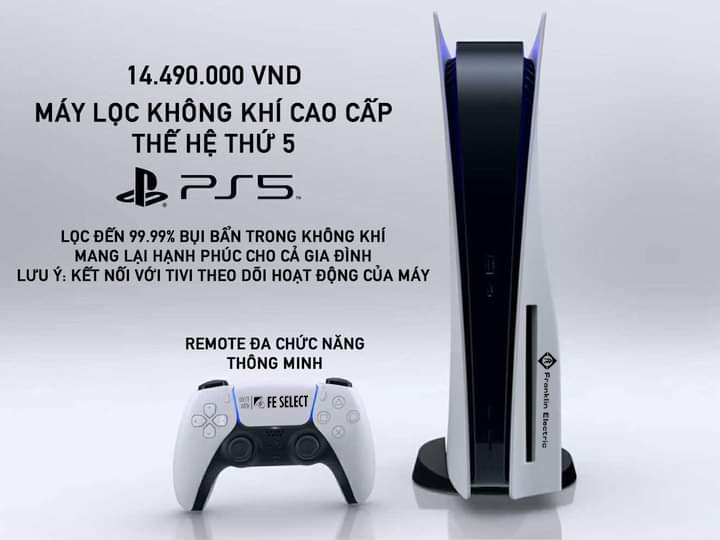 14.490.000 VND
MÁY LỌC KHÔNG KHÍ CAO CẤP
THẾ HỆ THỨ 5
PS5™
LỌC ĐẾN 99.99% BỤI BẨN TRONG KHÔNG KHÍ
MANG LẠI HẠNH PHÚC CHO CẢ GIA ĐÌNH
LƯU Ý: KẾT NỐI VỚI TIVI THEO DÕI HOẠT ĐỘNG CỦA MÁY
REMOTE ĐA CHỨC NĂNG
THÔNG MINH
FE SELECT
Franklin Electric